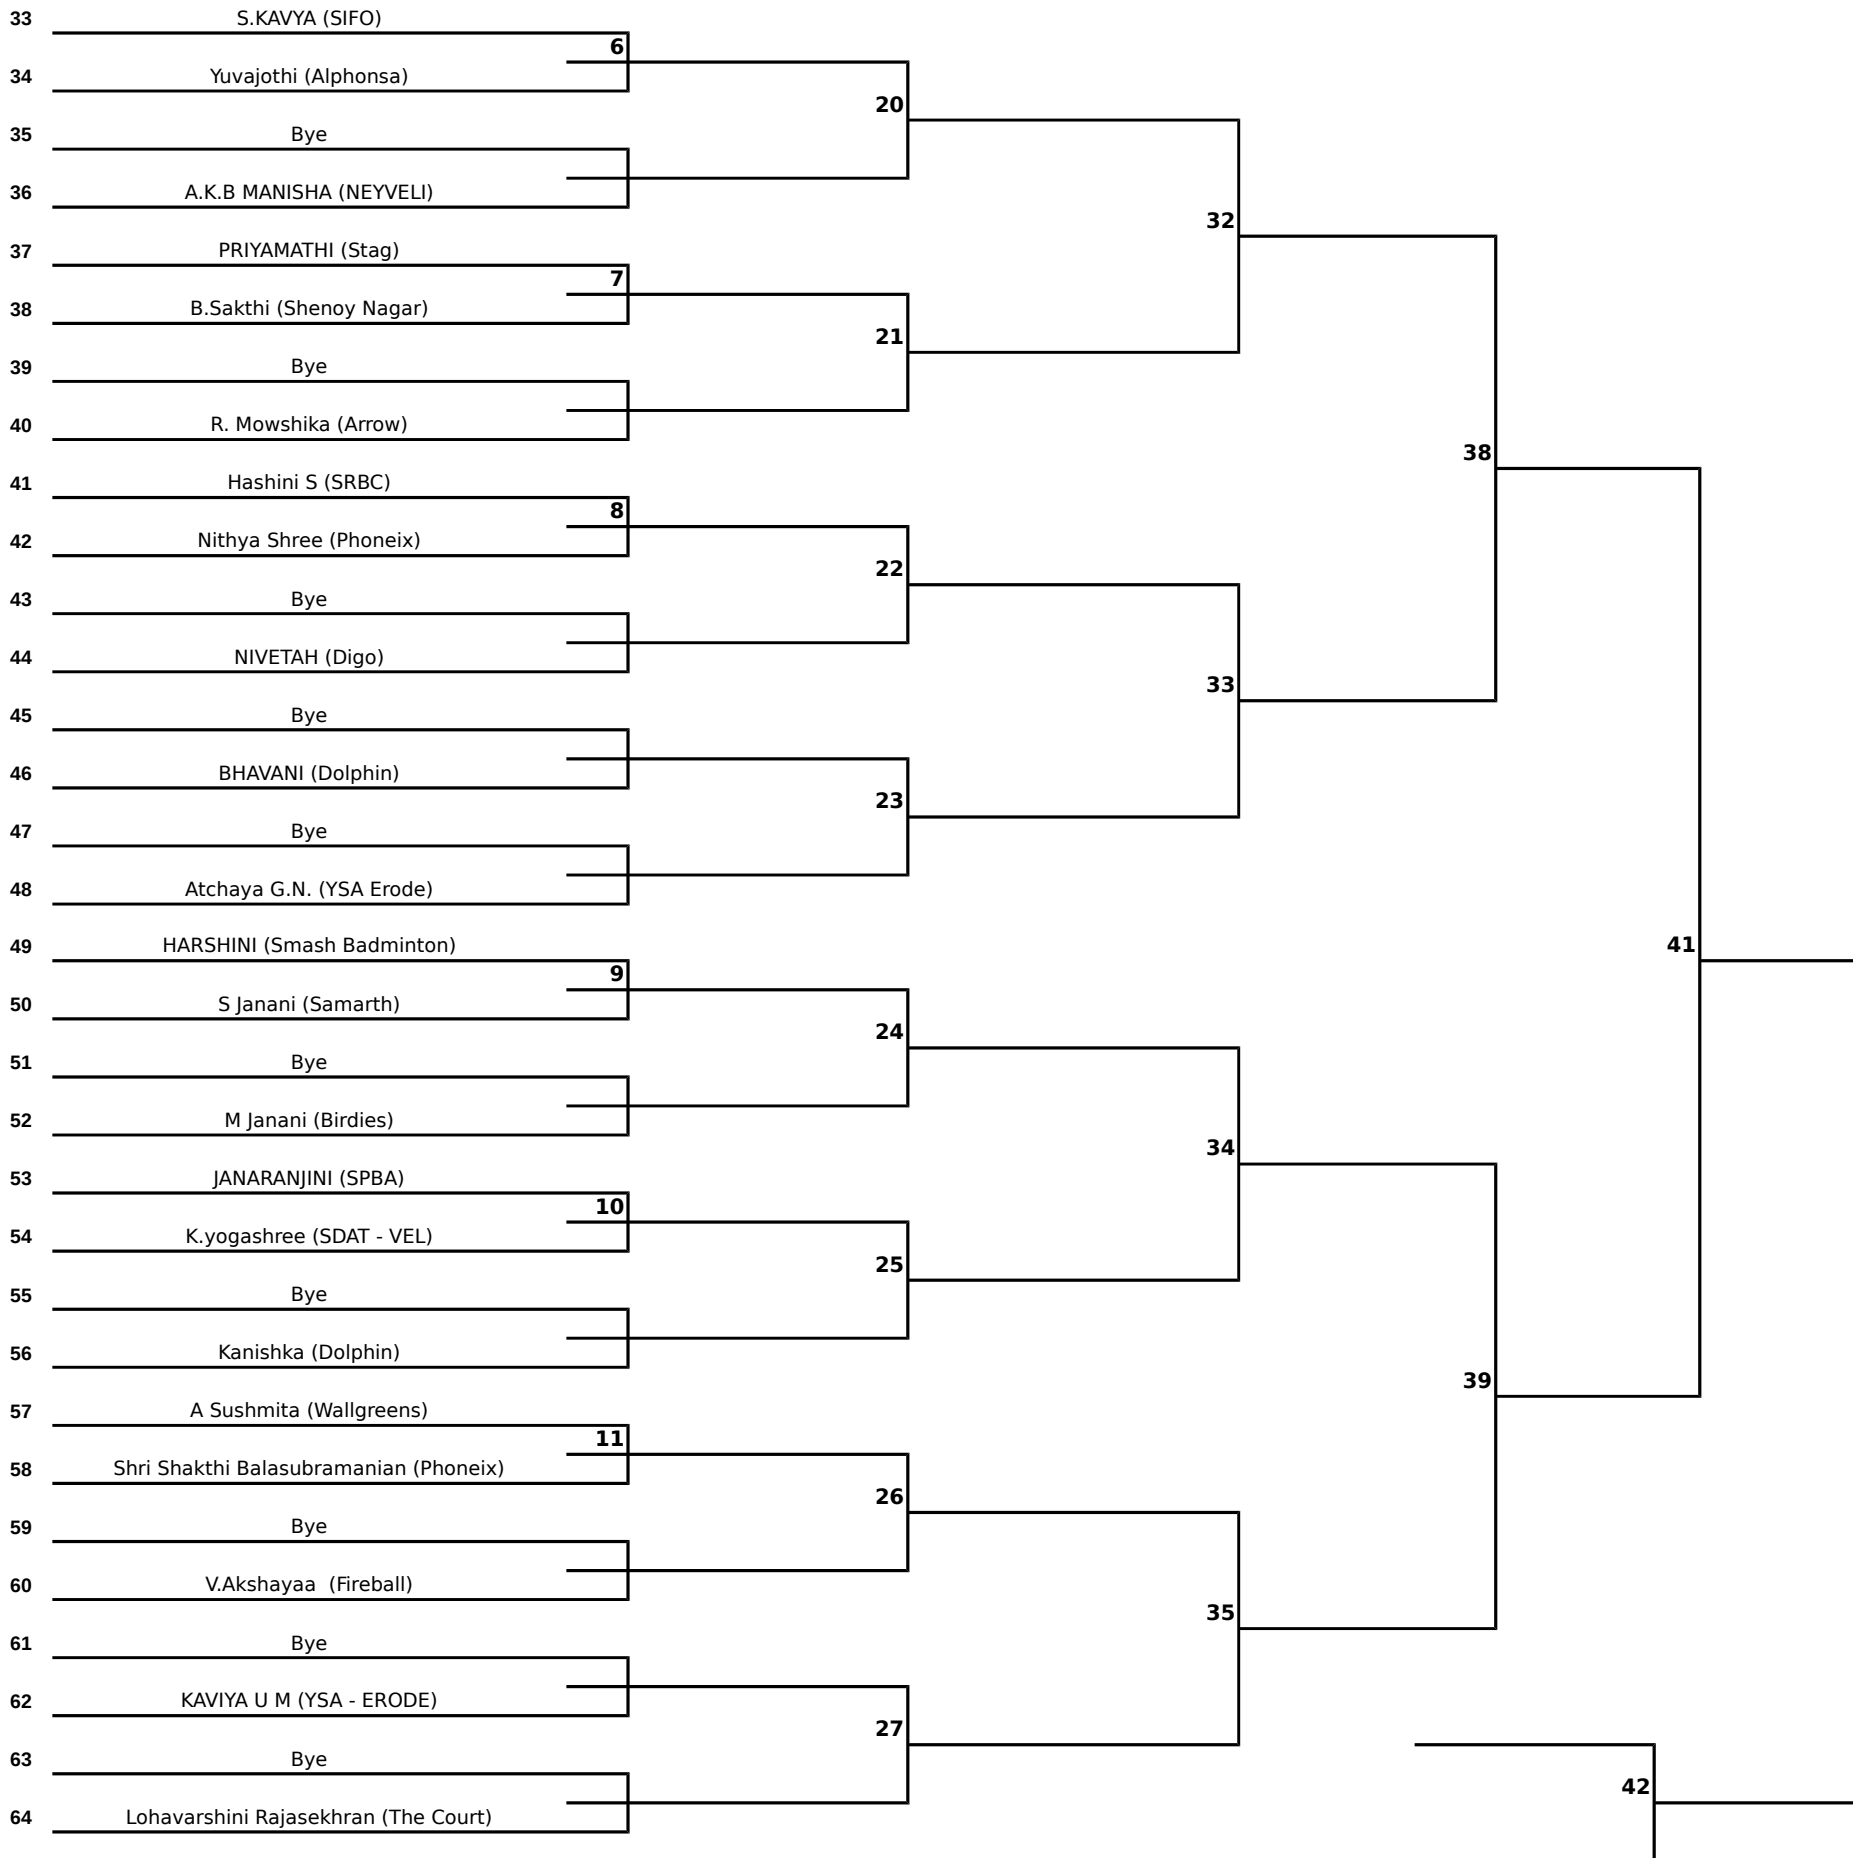 33 S.KAVYA (SIFO)
6
34 Yuvajothi (Alphonsa)
20
35 Bye
36 A.K.B MANISHA (NEYVELI)
32
37 PRIYAMATHI (Stag)
7
38 B.Sakthi (Shenoy Nagar)
21
39 Bye
40 R. Mowshika (Arrow)
38
41 Hashini S (SRBC)
8
42 Nithya Shree (Phoneix)
22
43 Bye
44 NIVETAH (Digo)
33
45 Bye
46 BHAVANI (Dolphin)
23
47 Bye
48 Atchaya G.N. (YSA Erode)
49 HARSHINI (Smash Badminton)
41
9
50 S Janani (Samarth)
24
51 Bye
52 M Janani (Birdies)
34
53 JANARANJINI (SPBA)
10
54 K.yogashree (SDAT - VEL)
25
55 Bye
56 Kanishka (Dolphin)
39
57 A Sushmita (Wallgreens)
11
58 Shri Shakthi Balasubramanian (Phoneix)
26
59 Bye
60 V.Akshayaa  (Fireball)
35
61 Bye
62 KAVIYA U M (YSA - ERODE)
27
63 Bye
42
64 Lohavarshini Rajasekhran (The Court)